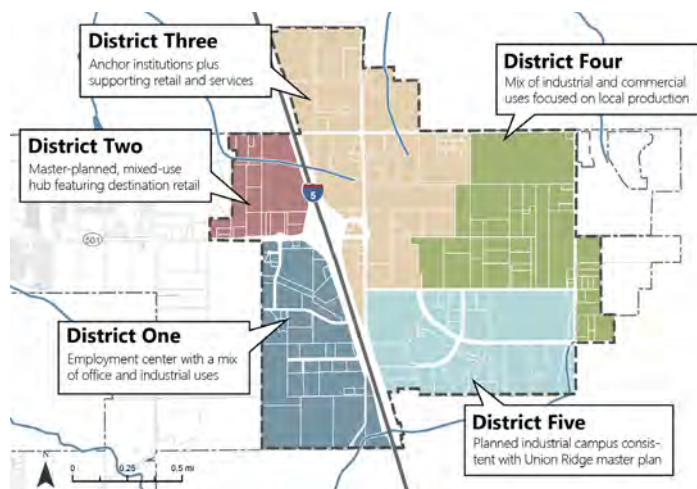 District Three
Anchor institutions plus
supporting retail and services
District Four
Mix of industrial and commercial
uses focused on local production
District Two
Master-planned, mixed-use
hub featuring destination retail
5
501
District One
Employment center with a mix
of office and industrial uses
District Five
Planned industrial campus consis-
tent with Union Ridge master plan
N
0 0.25 0.5 mi